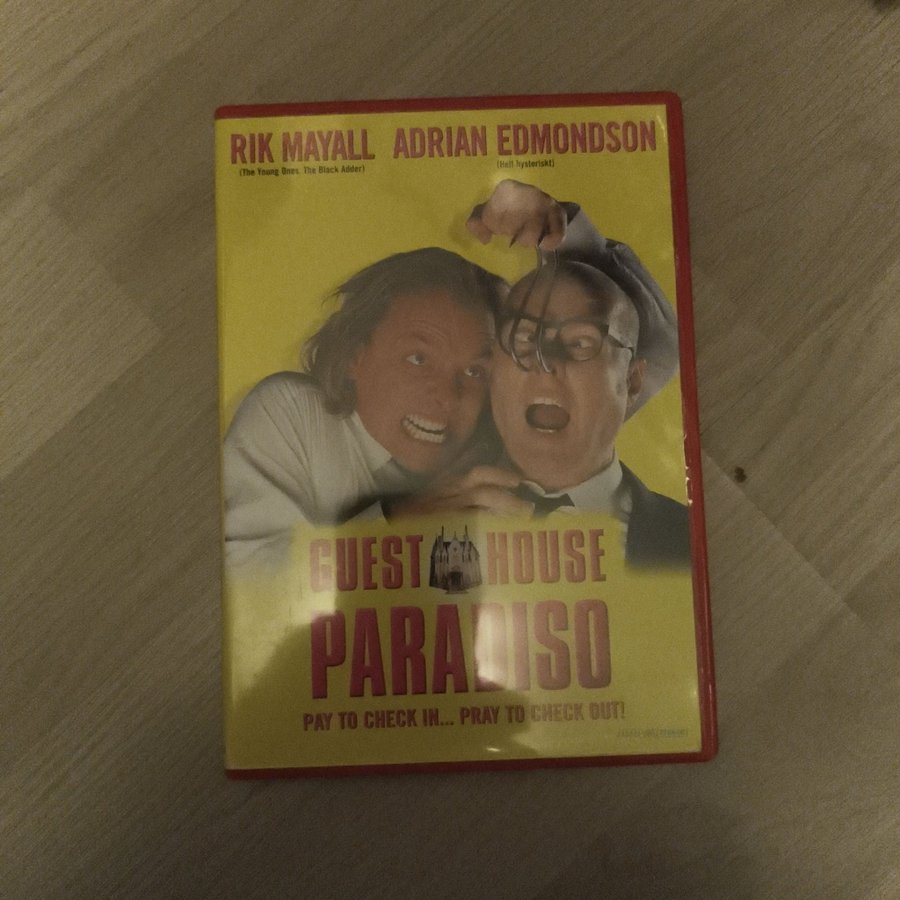 RIK MAYALL ADRIAN EDMONDSON
(The Young Ones, The Black Adder) (Helt hysteriskt)
GUEST HOUSE
PARADISO
PAY TO CHECK IN... PRAY TO CHECK OUT!